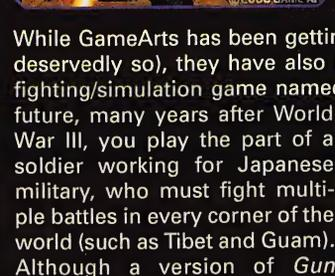 While GameArts has been gettin
deservedly so), they have also
fighting/simulation game named
future, many years after World
War III, you play the part of a
soldier working for Japanese
military, who must fight multi-
ple battles in every corner of the
world (such as Tibet and Guam).
Although a version of Gun